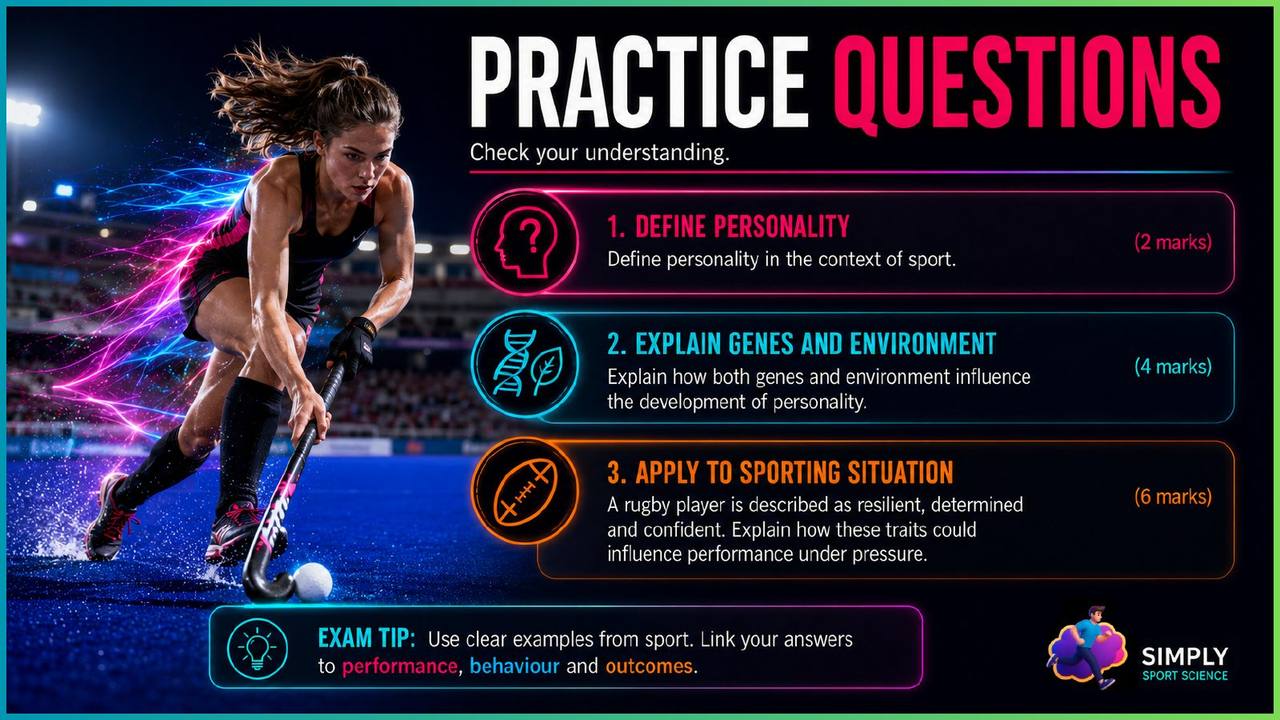 PRACTICE QUESTIONS
Check your understanding.
1. DEFINE PERSONALITY
Define personality in the context of sport.
(2 marks)
2. EXPLAIN GENES AND ENVIRONMENT
Explain how both genes and environment influence
the development of personality.
(4 marks)
3. APPLY TO SPORTING SITUATION
A rugby player is described as resilient, determined
and confident. Explain how these traits could
influence performance under pressure.
(6 marks)
EXAM TIP: Use clear examples from sport. Link your answers
to performance, behaviour and outcomes.
SIMPLY
SPORT SCIENCE